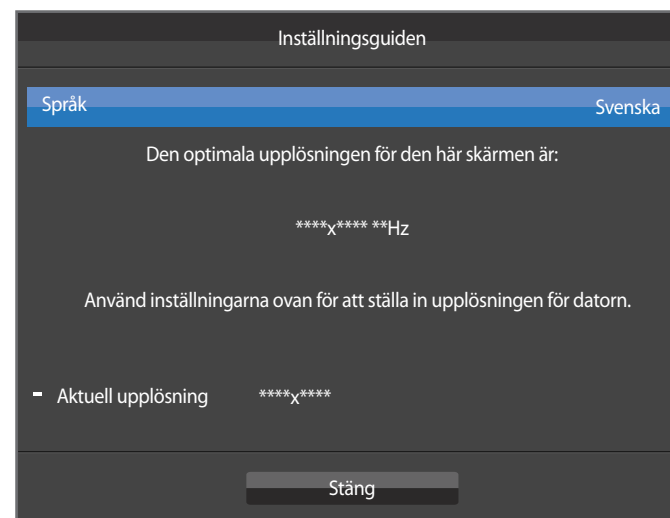 Inställningsguiden
Språk Svenska
Den optimala upplösningen för den här skärmen är:
****x**** **Hz
Använd inställningarna ovan för att ställa in upplösningen för datorn.
- Aktuell upplösning ****x****
Stäng